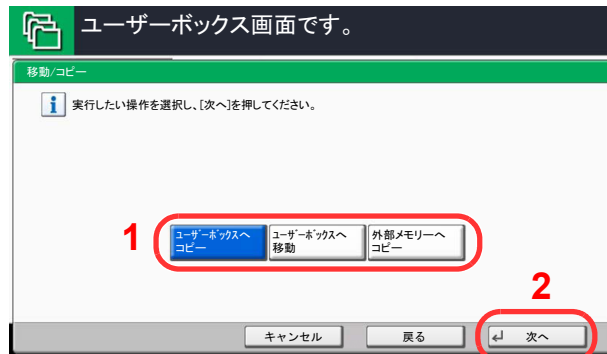 ユーザーボックス画面です。
移動/コピー
i 実行したい操作を選択し、[次へ]を押してください。
1
ユーザーボックスへ
コピー
ユーザーボックスへ
移動
外部メモリーへ
コピー
2
キャンセル
戻る
次へ